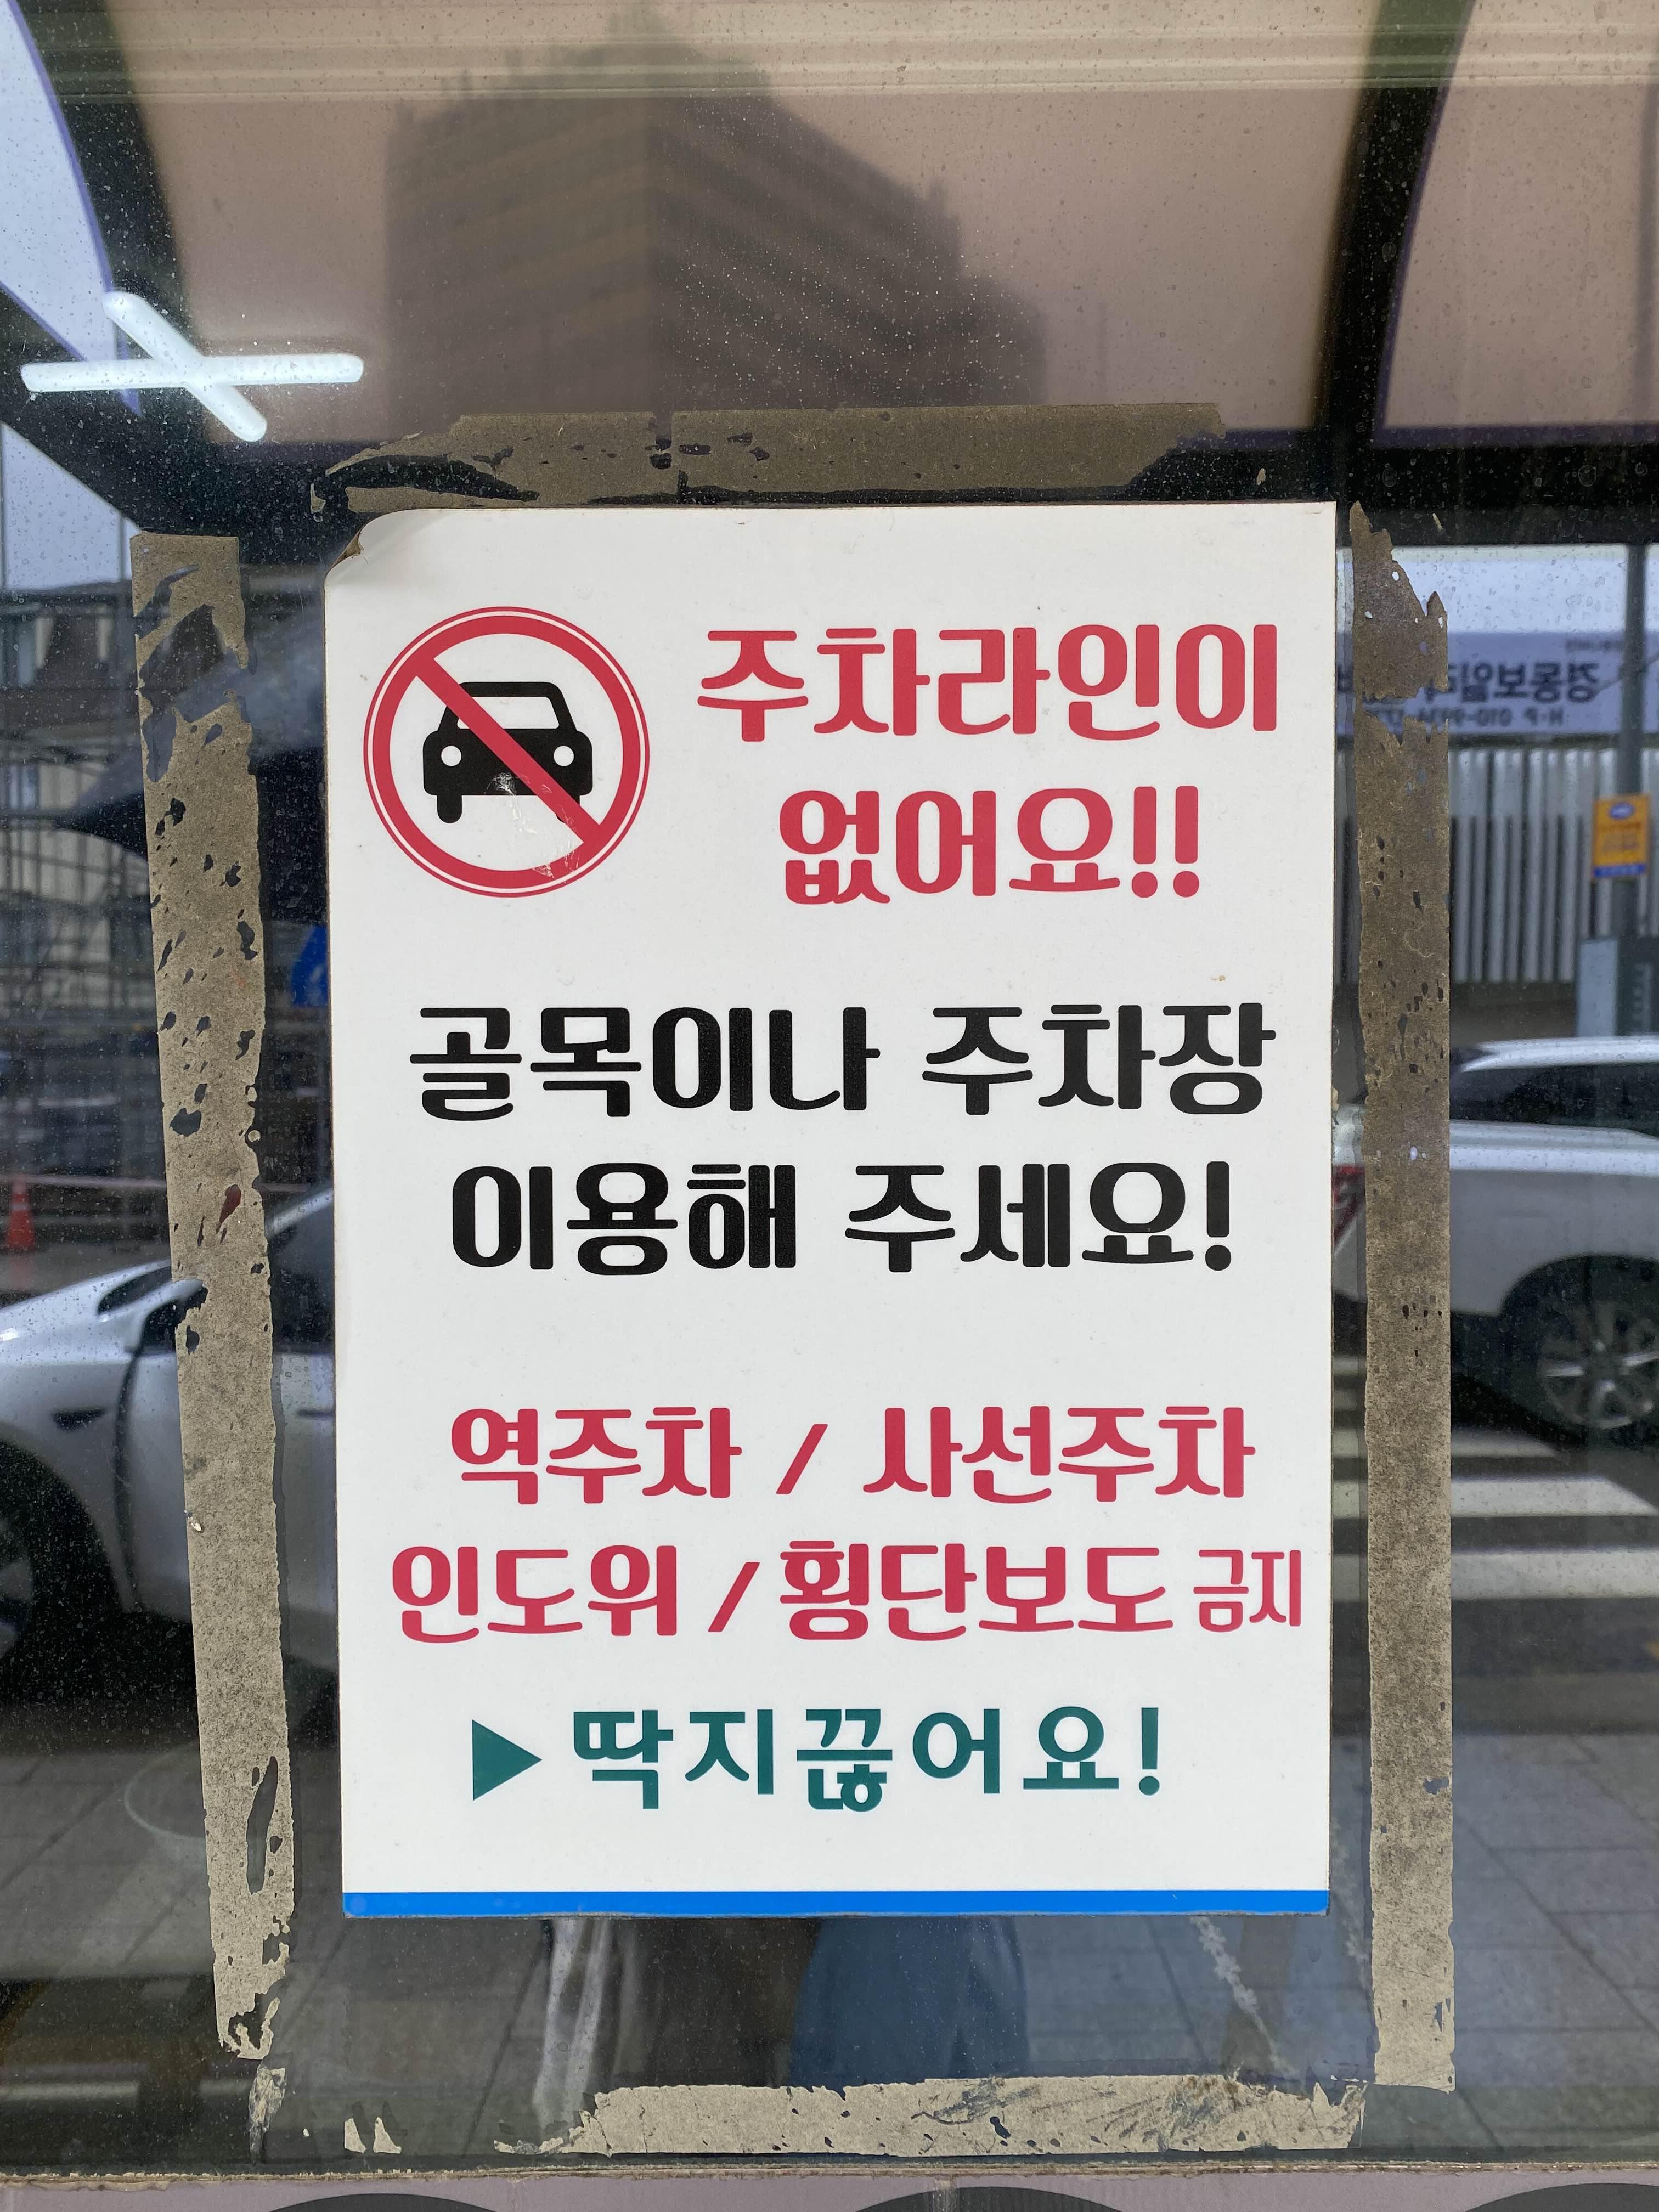 주차라인이
없어요!!
골목이나 주차장
이용해 주세요!
역주차 / 사선주차
인도위 / 횡단보도 금지
▶딱지끊어요!